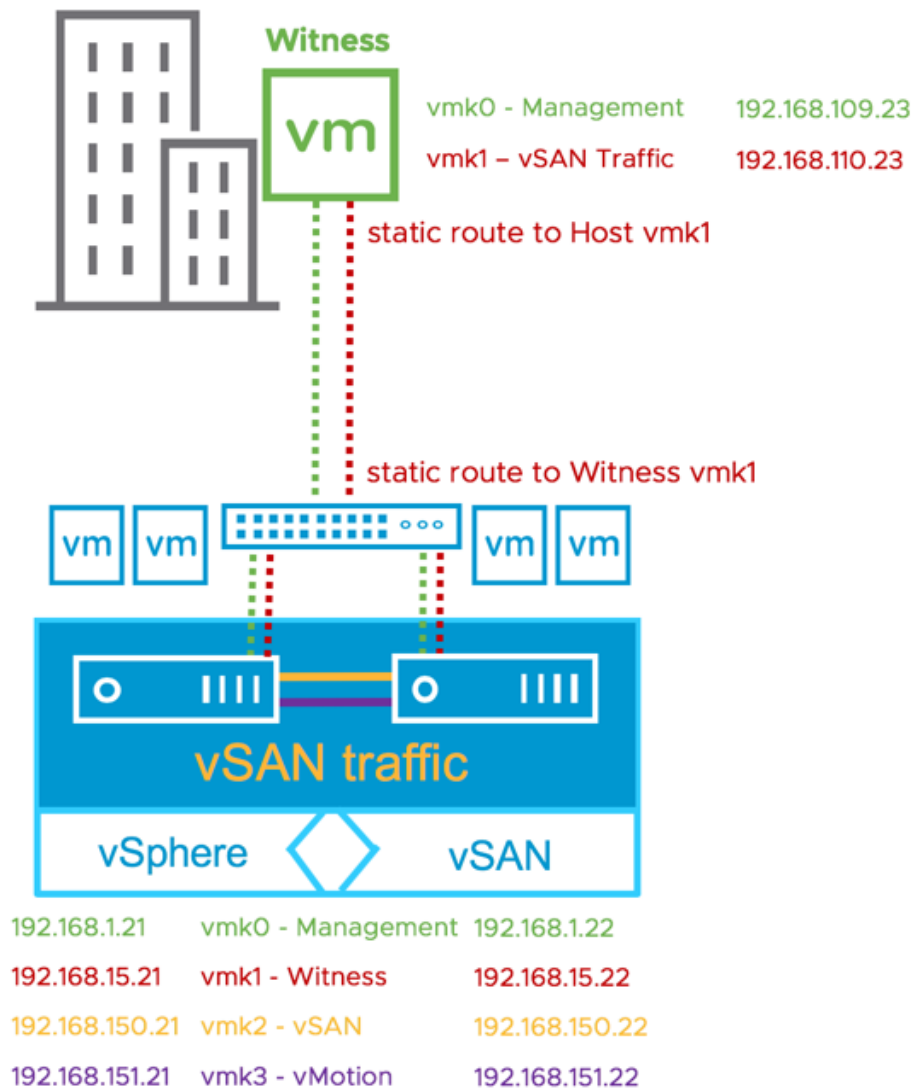 Witness
vm
vmk0 - Management 192.168.109.23
vmk1 – vSAN Traffic 192.168.110.23
static route to Host vmk1
static route to Witness vmk1
vm vm vm vm
vSAN traffic
vSphere vSAN
192.168.1.21 vmk0 - Management 192.168.1.22
192.168.15.21 vmk1 - Witness 192.168.15.22
192.168.150.21 vmk2 - vSAN 192.168.150.22
192.168.151.21 vmk3 - vMotion 192.168.151.22